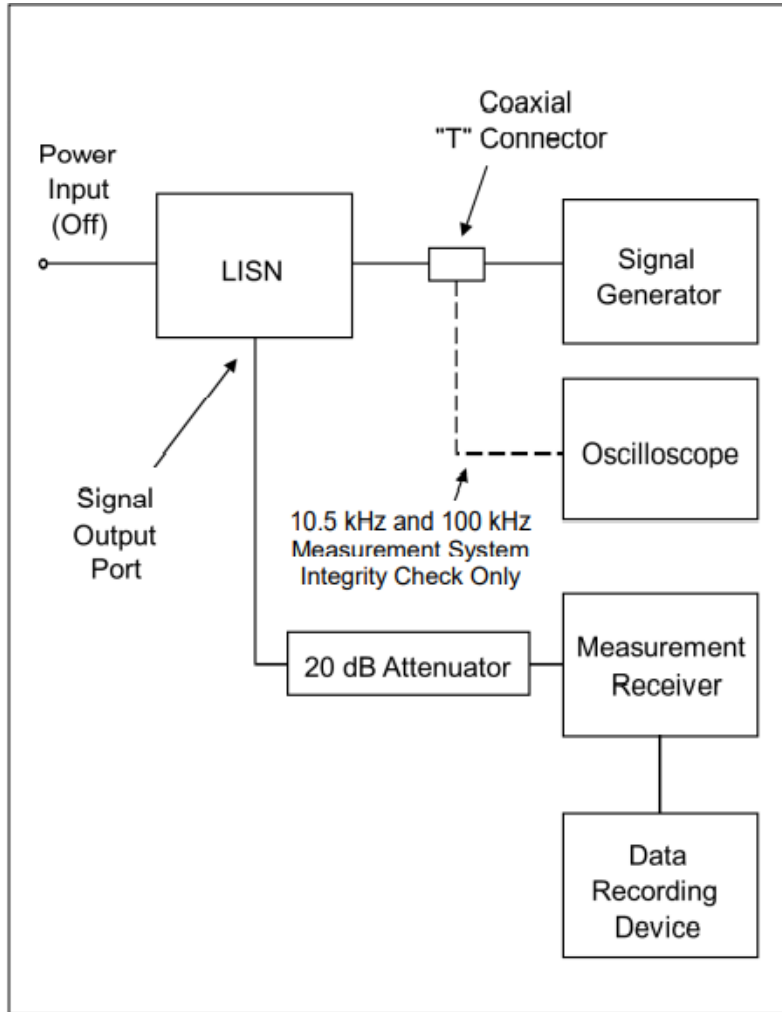 Coaxial
"T" Connector
Power
Input
(Off)
LISN
Signal
Generator
Oscilloscope
Signal
Output
Port
10.5 kHz and 100 kHz
Measurement System
Integrity Check Only
20 dB Attenuator
Measurement
Receiver
Data
Recording
Device